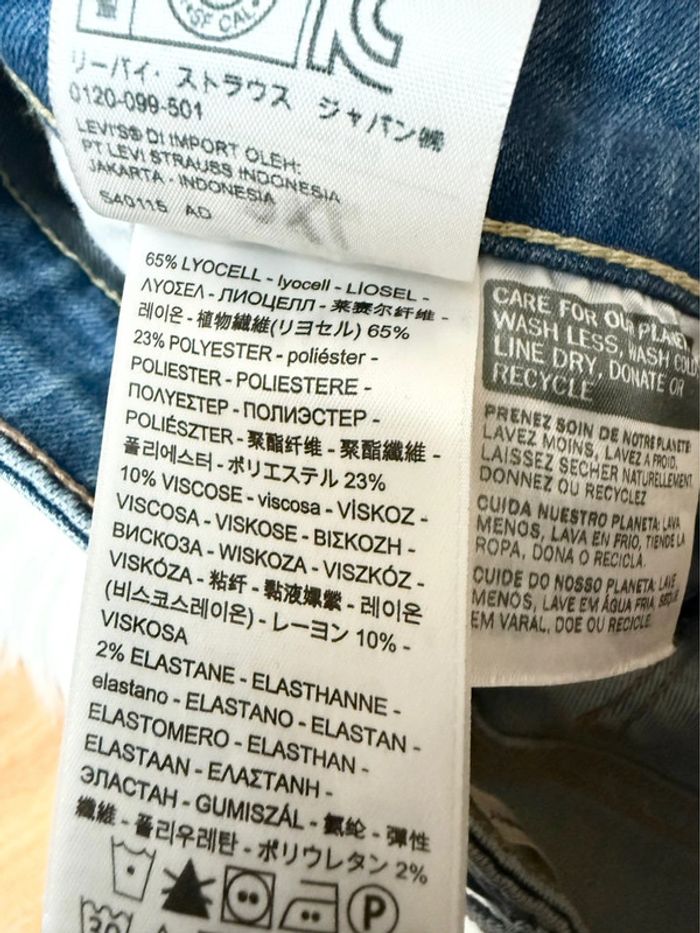 SF CAL
リーバイ・ストラウス ジャパン㈱
0120-099-501
LEVI'S® DI IMPORT OLEH:
PT LEVI STRAUSS INDONESIA
JAKARTA - INDONESIA
S40115 AD
65% LYOCELL - lyocell - LİOSEL -
ΛΥΟΣΕΛ - ЛИОЦЕЛЛ - 莱赛尔纤维 -
레이온 - 植物繊維(リヨセル) 65%
23% POLYESTER - poliéster -
POLIESTER - POLIESTERE -
ΠΟΛΥΕΣΤΕΡ - ПОЛИЭСТЕР -
POLIÉSZTER - 聚酯纤维 - 聚酯纖維 -
폴리에스터 - ポリエステル 23%
10% VISCOSE - viscosa - VİSKOZ -
VISCOSA - VISKOSE - ΒΙΣΚΟΖΗ -
ВИСКОЗА - WISKOZA - VISZKÓZ -
VISKÓZA - 粘纤 - 黏液嫘縈 - 레이온
(비스코스레이온) - レーヨン 10% -
VISKOSA
2% ELASTANE - ELASTHANNE -
elastano - ELASTANO - ELASTAN -
ELASTOMERO - ELASTHAN -
ELASTAAN - ΕΛΑΣΤΑΝΗ -
ЭЛАСТАН - GUMISZÁL - 氨纶 - 彈性
纖維 - 폴리우레탄 - ポリウレタン 2%
P
30
CARE FOR OUR PLANET
WASH LESS, WASH COLD
LINE DRY, DONATE OR
RECYCLE
PRENEZ SOIN DE NOTRE PLANETE:
LAVEZ MOINS, LAVEZ A FROID,
LAISSEZ SECHER NATURELLEMENT,
DONNEZ OU RECYCLEZ
CUIDA NUESTRO PLANETA: LAVA
MENOS, LAVA EN FRIO, TIENDE LA
ROPA, DONA O RECICLA.
CUIDE DO NOSSO PLANETA: LAVE
MENOS, LAVE EM ÁGUA FRIA, SEQUE
EM VARAL, DOE OU RECICLE.